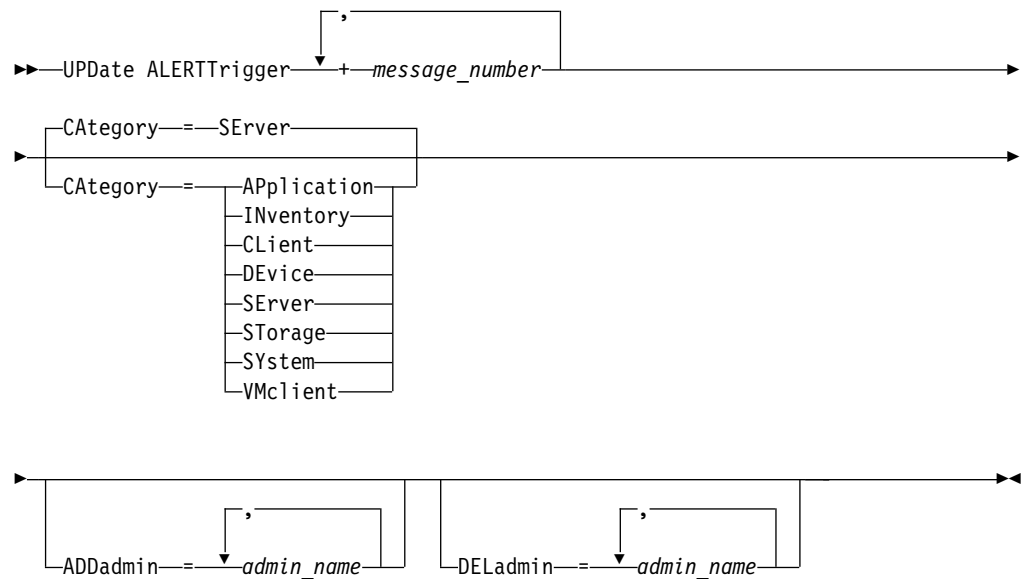 ,
UPDate ALERTTrigger + message_number
CAtegory = SErver
CAtegory = APplication
INventory
CLient
DEvice
SErver
STorage
SYstem
VMclient
, ,
ADDadmin = admin_name DELadmin = admin_name